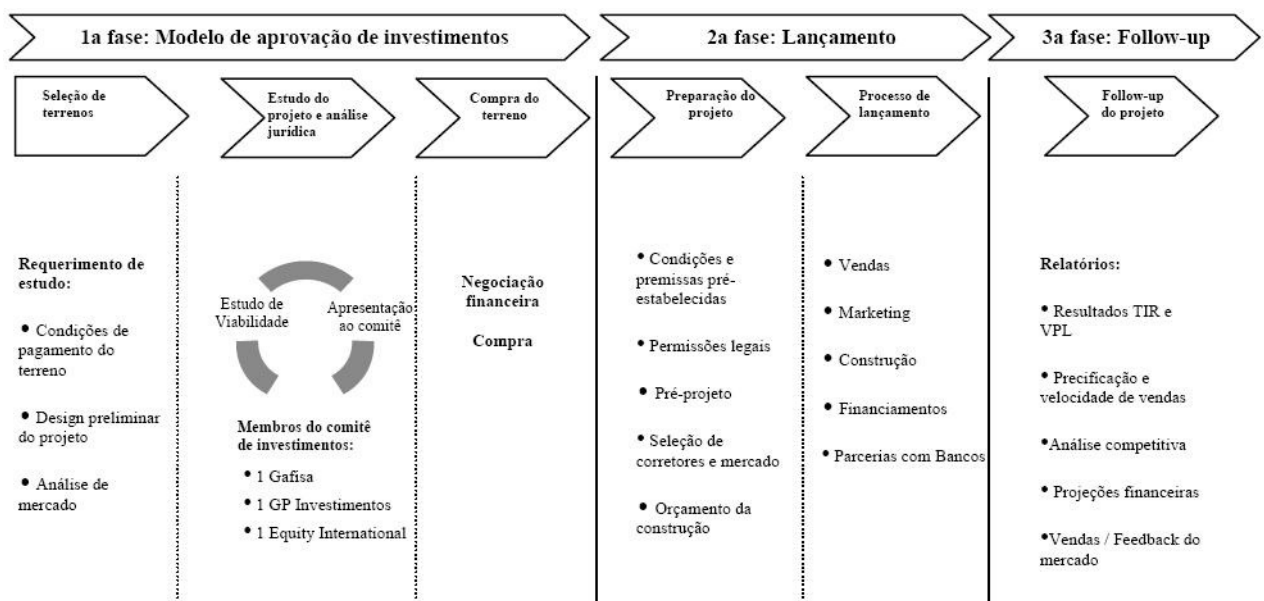 1a fase: Modelo de aprovação de investimentos
2a fase: Lançamento
3a fase: Follow-up
Seleção de
terrenos
Estudo do
projeto e análise
jurídica
Compra do
terreno
Preparação do
projeto
Processo de
lançamento
Follow-up
do projeto
Requerimento de
estudo:
• Condições de
pagamento do
terreno
• Design preliminar
do projeto
• Análise de
mercado
Estudo de
Viabilidade
Apresentação
ao comitê
Membros do comitê
de investimentos:
• 1 Gafisa
• 1 GP Investimentos
• 1 Equity International
Negociação
financeira
Compra
• Condições e
premissas pré-
estabelecidas
• Permissões legais
• Pré-projeto
• Seleção de
corretores e mercado
• Orçamento da
construção
• Vendas
• Marketing
• Construção
• Financiamentos
• Parcerias com Bancos
Relatórios:
• Resultados TIR e
VPL
• Precificação e
velocidade de vendas
•Análise competitiva
• Projeções financeiras
•Vendas / Feedback do
mercado